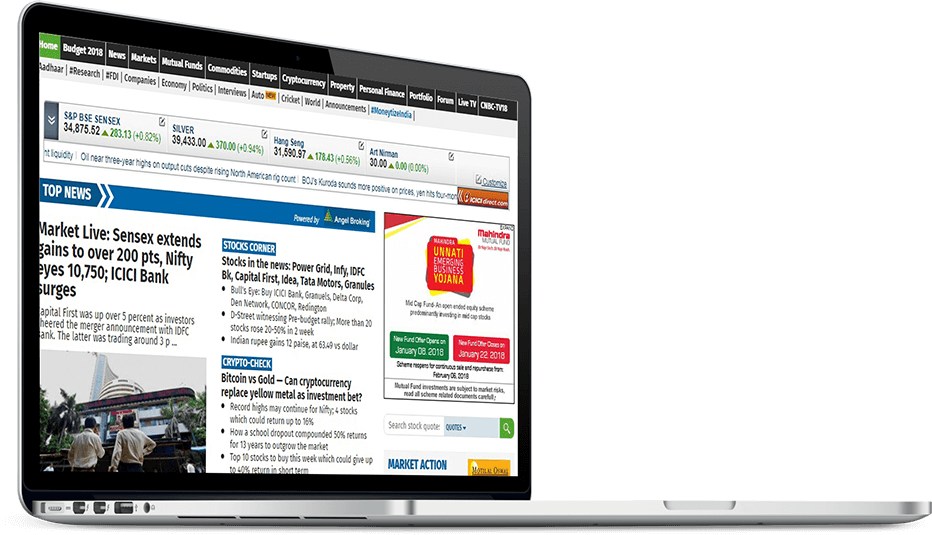 Home Budget 2018 News Markets Mutual Funds Commodities Startups Cryptocurrency Property Personal Finance Portfolio Forum Live TV CNBC-TV18
Aadhaar | #Research | #FDI | Companies | Economy | Politics | Interviews | Auto NEW | Cricket | World | Announcements | #MoneytizeIndia |
S&P BSE SENSEX
34,875.52 ▲ 283.13 (+0.82%)
SILVER
39,433.00 ▲ 370.00 (+0.94%)
Hang Seng
31,590.97 ▲ 178.43 (+0.56%)
Art Nirman
30.00 ▲ 0.00 (0.00%)
Customize
nt liquidity | Oil near three-year highs on output cuts despite rising North American rig count | BOJ's Kuroda sounds more positive on prices, yen hits four-mon
ICICI direct.com
TOP NEWS
Powered by Angel Broking
Market Live: Sensex extends
gains to over 200 pts, Nifty
eyes 10,750; ICICI Bank
surges
Capital First was up over 5 percent as investors
cheered the merger announcement with IDFC
Bank. The latter was trading around 3 p ...
STOCKS CORNER
Stocks in the news: Power Grid, Infy, IDFC
Bk, Capital First, Idea, Tata Motors, Granules
• Bull's Eye: Buy ICICI Bank, Granuels, Delta Corp,
Den Network, CONCOR, Redington
• D-Street witnessing Pre-budget rally; More than 20
stocks rose 20-50% in 2 week
• Indian rupee gains 12 paise, at 63.49 vs dollar
CRYPTO-CHECK
Bitcoin vs Gold — Can cryptocurrency
replace yellow metal as investment bet?
• Record highs may continue for Nifty; 4 stocks
which could return up to 16%
• How a school dropout compounded 50% returns
for 13 years to outgrow the market
• Top 10 stocks to buy this week which could give up
to 40% return in short term
Mahindra
MUTUAL FUND
MAHINDRA
UNNATI
EMERGING
BUSINESS
YOJANA
Mid Cap Fund- An open ended equity scheme
predominantly investing in mid cap stocks
New Fund Offer Opens on
January 08, 2018
New Fund Offer Closes on
January 22, 2018
Scheme reopens for continuous sale and repurchase from:
February 06, 2018
Mutual Fund investments are subject to market risks,
read all scheme related documents carefully.
Search stock quote: QUOTES
MARKET ACTION
MOTILAL OSWAL